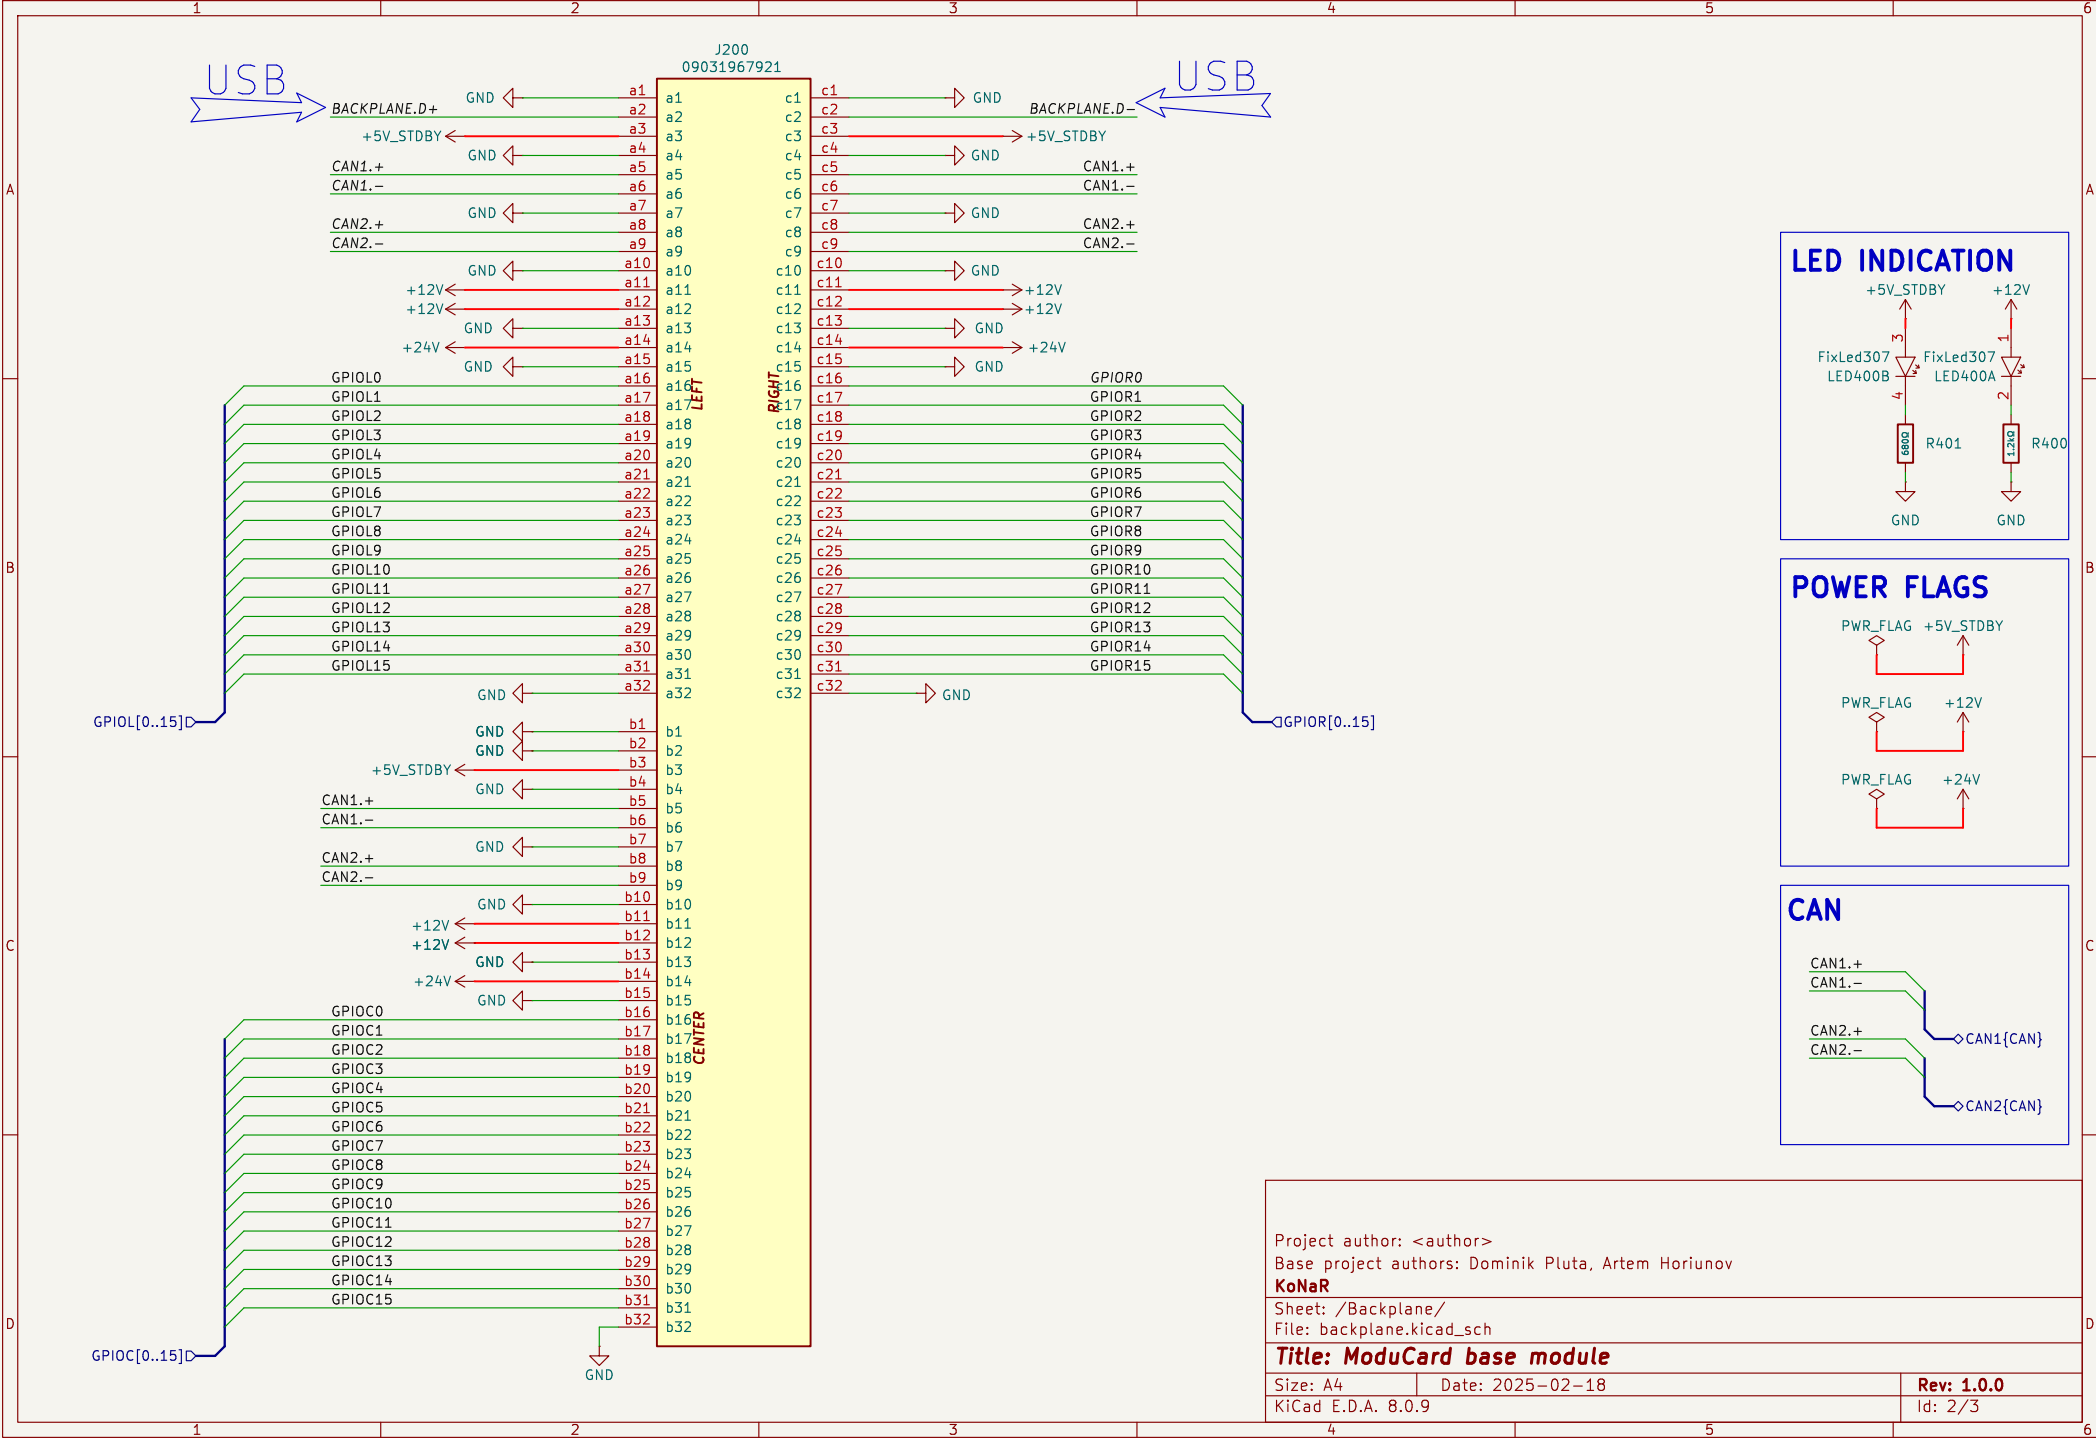 1 2 3 4 5 6
A
B
C
D
A
B
C
D
USB
USB
J200
09031967921
GND a1 a1 c1 c1 GND
BACKPLANE.D+ a2 a2 c2 c2 BACKPLANE.D-
+5V_STDBY a3 a3 c3 c3 +5V_STDBY
GND a4 a4 c4 c4 GND
CAN1.+ a5 a5 c5 c5 CAN1.+
CAN1.- a6 a6 c6 c6 CAN1.-
GND a7 a7 c7 c7 GND
CAN2.+ a8 a8 c8 c8 CAN2.+
CAN2.- a9 a9 c9 c9 CAN2.-
GND a10 a10 c10 c10 GND
+12V a11 a11 c11 c11 +12V
+12V a12 a12 c12 c12 +12V
GND a13 a13 c13 c13 GND
+24V a14 a14 c14 c14 +24V
GND a15 a15 c15 c15 GND
GPIOL0 a16 a16 c16 c16 GPIOR0
GPIOL1 a17 a17 c17 c17 GPIOR1
GPIOL2 a18 a18 c18 c18 GPIOR2
GPIOL3 a19 a19 c19 c19 GPIOR3
GPIOL4 a20 a20 c20 c20 GPIOR4
GPIOL5 a21 a21 c21 c21 GPIOR5
GPIOL6 a22 a22 c22 c22 GPIOR6
GPIOL7 a23 a23 c23 c23 GPIOR7
GPIOL8 a24 a24 c24 c24 GPIOR8
GPIOL9 a25 a25 c25 c25 GPIOR9
GPIOL10 a26 a26 c26 c26 GPIOR10
GPIOL11 a27 a27 c27 c27 GPIOR11
GPIOL12 a28 a28 c28 c28 GPIOR12
GPIOL13 a29 a29 c29 c29 GPIOR13
GPIOL14 a30 a30 c30 c30 GPIOR14
GPIOL15 a31 a31 c31 c31 GPIOR15
GND a32 a32 c32 c32 GND
LEFT
RIGHT
GPIOL[0..15]
GPIOR[0..15]
GND b1 b1
GND b2 b2
+5V_STDBY b3 b3
GND b4 b4
CAN1.+ b5 b5
CAN1.- b6 b6
GND b7 b7
CAN2.+ b8 b8
CAN2.- b9 b9
GND b10 b10
+12V b11 b11
+12V b12 b12
GND b13 b13
+24V b14 b14
GND b15 b15
GPIOC0 b16 b16
GPIOC1 b17 b17
GPIOC2 b18 b18
GPIOC3 b19 b19
GPIOC4 b20 b20
GPIOC5 b21 b21
GPIOC6 b22 b22
GPIOC7 b23 b23
GPIOC8 b24 b24
GPIOC9 b25 b25
GPIOC10 b26 b26
GPIOC11 b27 b27
GPIOC12 b28 b28
GPIOC13 b29 b29
GPIOC14 b30 b30
GPIOC15 b31 b31
b32 b32
CENTER
GPIOC[0..15]
GND
LED INDICATION
+5V_STDBY +12V
3 1
FixLed307 FixLed307
LED400B LED400A
4 2
680Ω R401 1.2kΩ R400
GND GND
POWER FLAGS
PWR_FLAG +5V_STDBY
PWR_FLAG +12V
PWR_FLAG +24V
CAN
CAN1.+
CAN1.-
CAN2.+
CAN1{CAN}
CAN2.-
CAN2{CAN}
Project author: <author>
Base project authors: Dominik Pluta, Artem Horiunov
KoNaR
Sheet: /Backplane/
File: backplane.kicad_sch
Title: ModuCard base module
Size: A4 Date: 2025-02-18 Rev: 1.0.0
KiCad E.D.A. 8.0.9 Id: 2/3
1 2 3 4 5 6